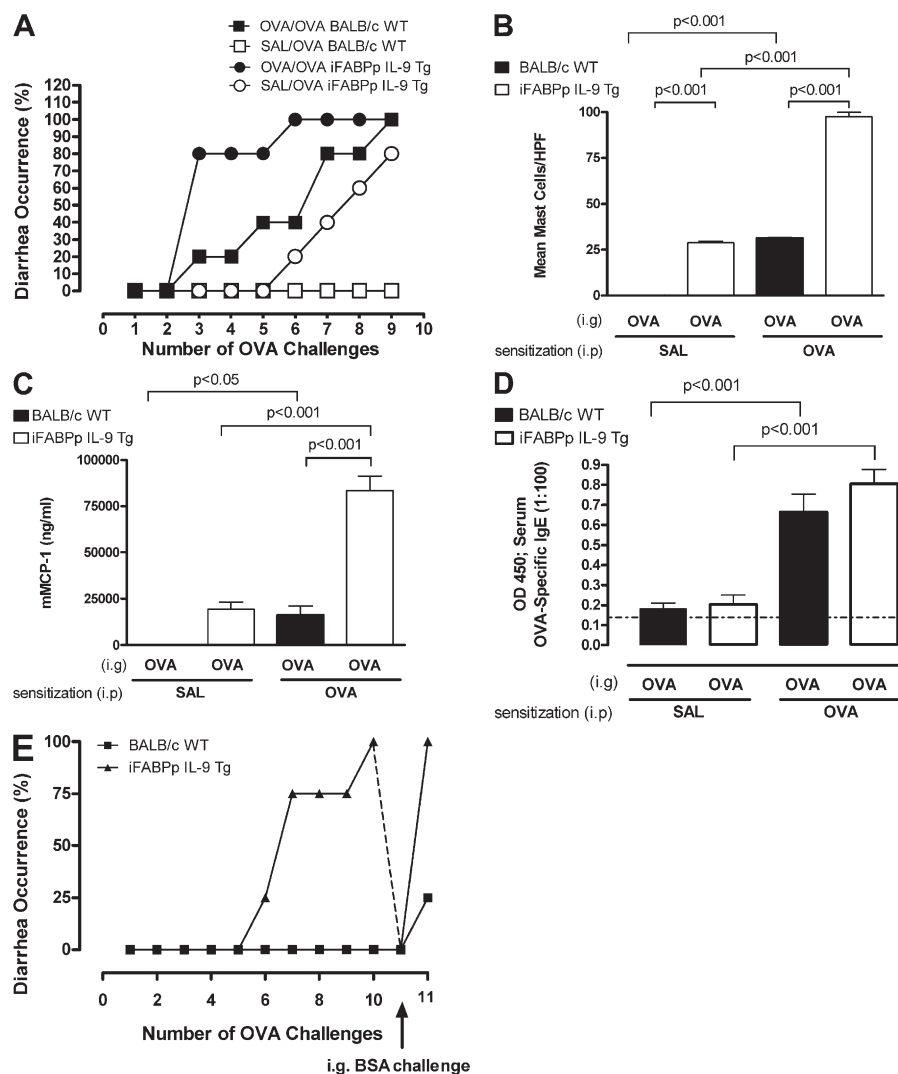 A
OVA/OVA BALB/c WT
SAL/OVA BALB/c WT
OVA/OVA iFABPp IL-9 Tg
SAL/OVA iFABPp IL-9 Tg
Diarrhea Occurrence (%)
120
100
80
60
40
20
10
0
0 1 2 3 4 5 6 7 8 9 10
Number of OVA Challenges
B
p<0.001
p<0.001
p<0.001
p<0.001
BALB/c WT
iFABPp IL-9 Tg
Mean Mast Cells/HPF
100
75
50
25
0
(i.g) OVA OVA OVA OVA
sensitization (i.p) SAL OVA
C
p<0.05
p<0.001
p<0.001
BALB/c WT
iFABPp IL-9 Tg
mMCP-1 (ng/ml)
100000
75000
50000
25000
0
(i.g) OVA OVA OVA OVA
sensitization (i.p) SAL OVA
D
p<0.001
p<0.001
BALB/c WT
iFABPp IL-9 Tg
OD 450; Serum
OVA-Specific IgE (1:100)
0.9
0.8
0.7
0.6
0.5
0.4
0.3
0.2
0.1
0.0
(i.g) OVA OVA OVA OVA
sensitization (i.p) SAL OVA
E
BALB/c WT
iFABPp IL-9 Tg
Diarrhea Occurrence (%)
100
75
50
25
0
0 2 4 6 8 10 11
Number of OVA Challenges
i.g. BSA challenge